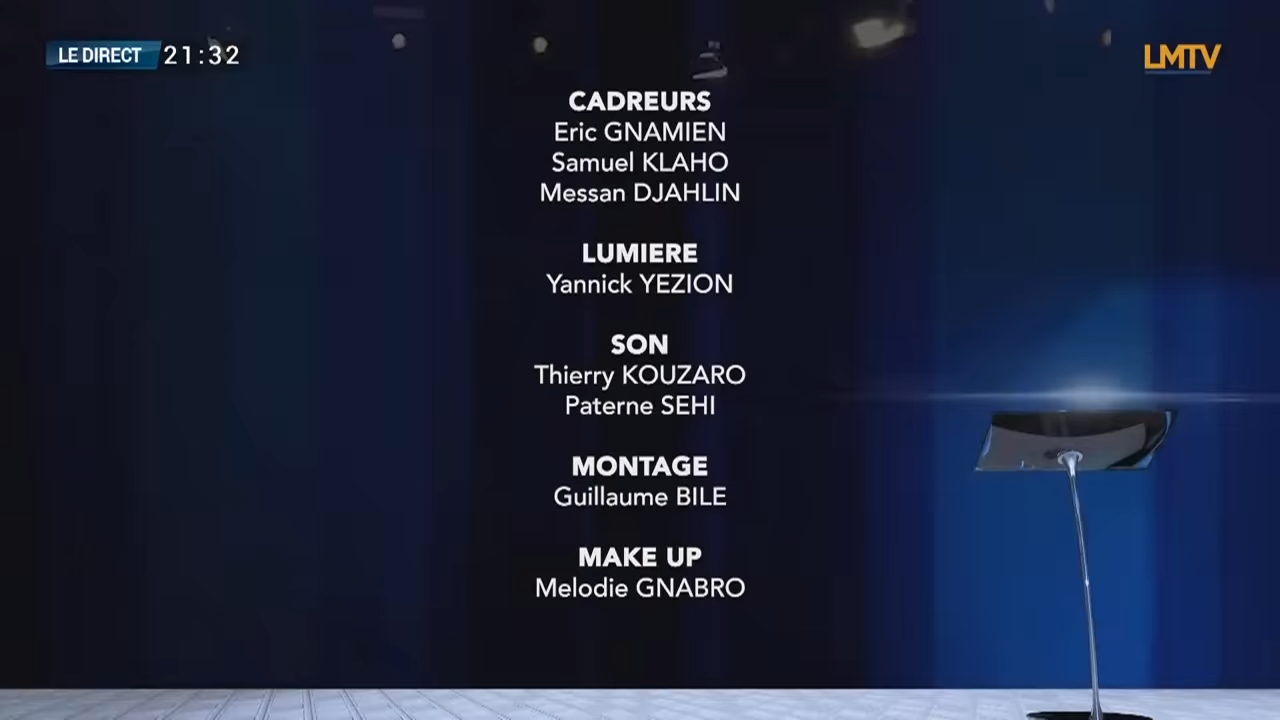 LE DIRECT 21:32
LMTV
CADREURS
Eric GNAMIEN
Samuel KLAHO
Messan DJAHLIN
LUMIERE
Yannick YEZION
SON
Thierry KOUZARO
Paterne SEHI
MONTAGE
Guillaume BILE
MAKE UP
Melodie GNABRO